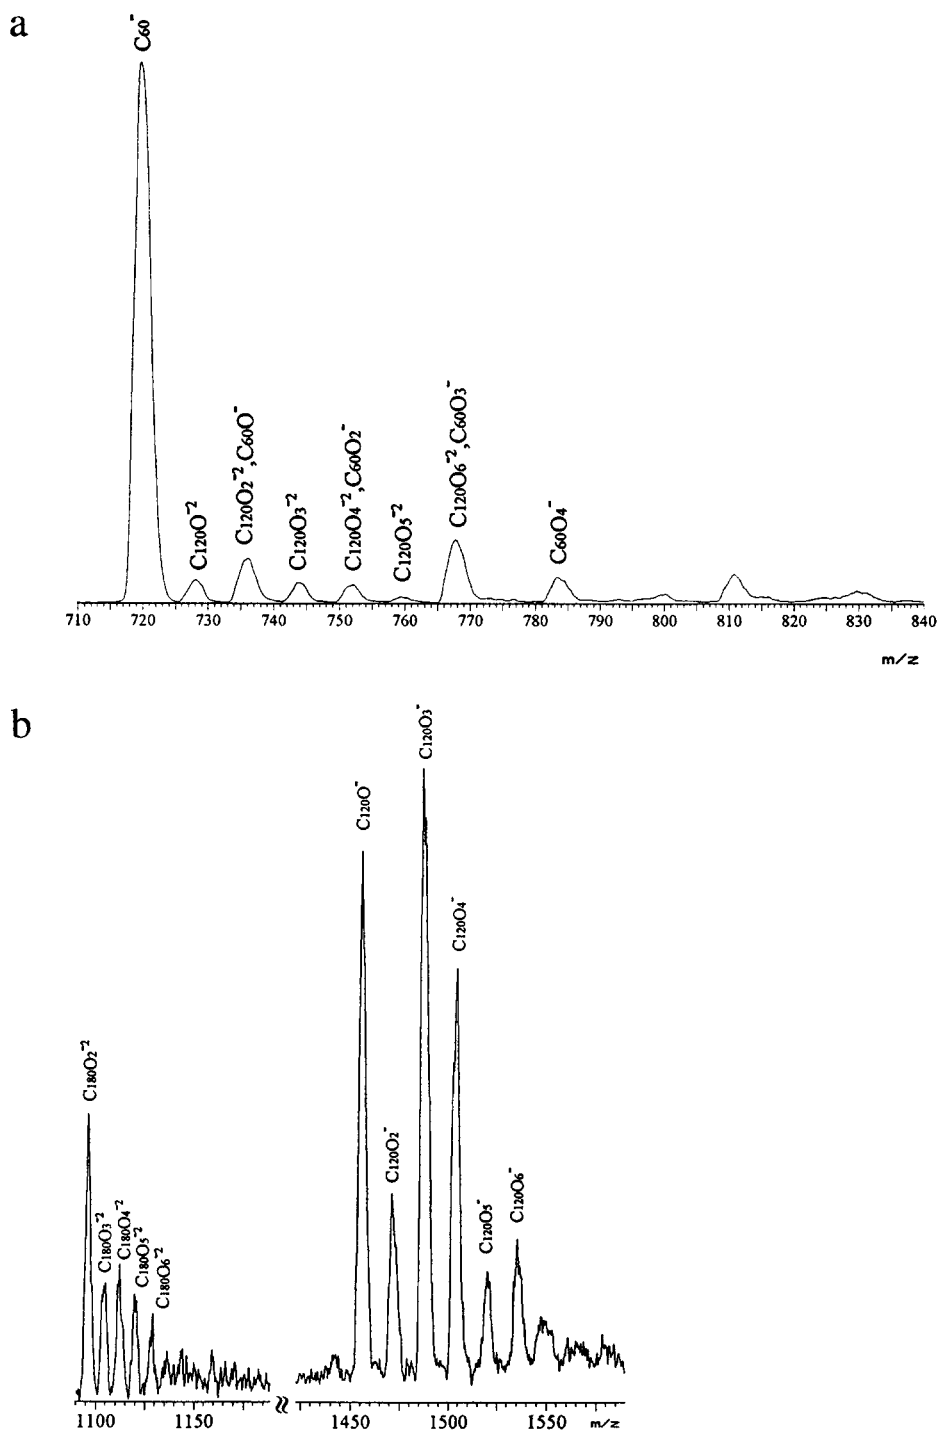 a
C60⁻
C120O⁻²
C120O2⁻²,C60O⁻
C120O3⁻²
C120O4⁻²,C60O2⁻
C120O5⁻²
C120O6⁻²,C60O3⁻
C60O4⁻
710 720 730 740 750 760 770 780 790 800 810 820 830 840
m/z
b
C180O2⁻²
C180O3⁻²
C180O4⁻²
C180O5⁻²
C180O6⁻²
C120O⁻
C120O2⁻
C120O3⁻
C120O4⁻
C120O5⁻
C120O6⁻
1100 1150 1450 1500 1550 m/z